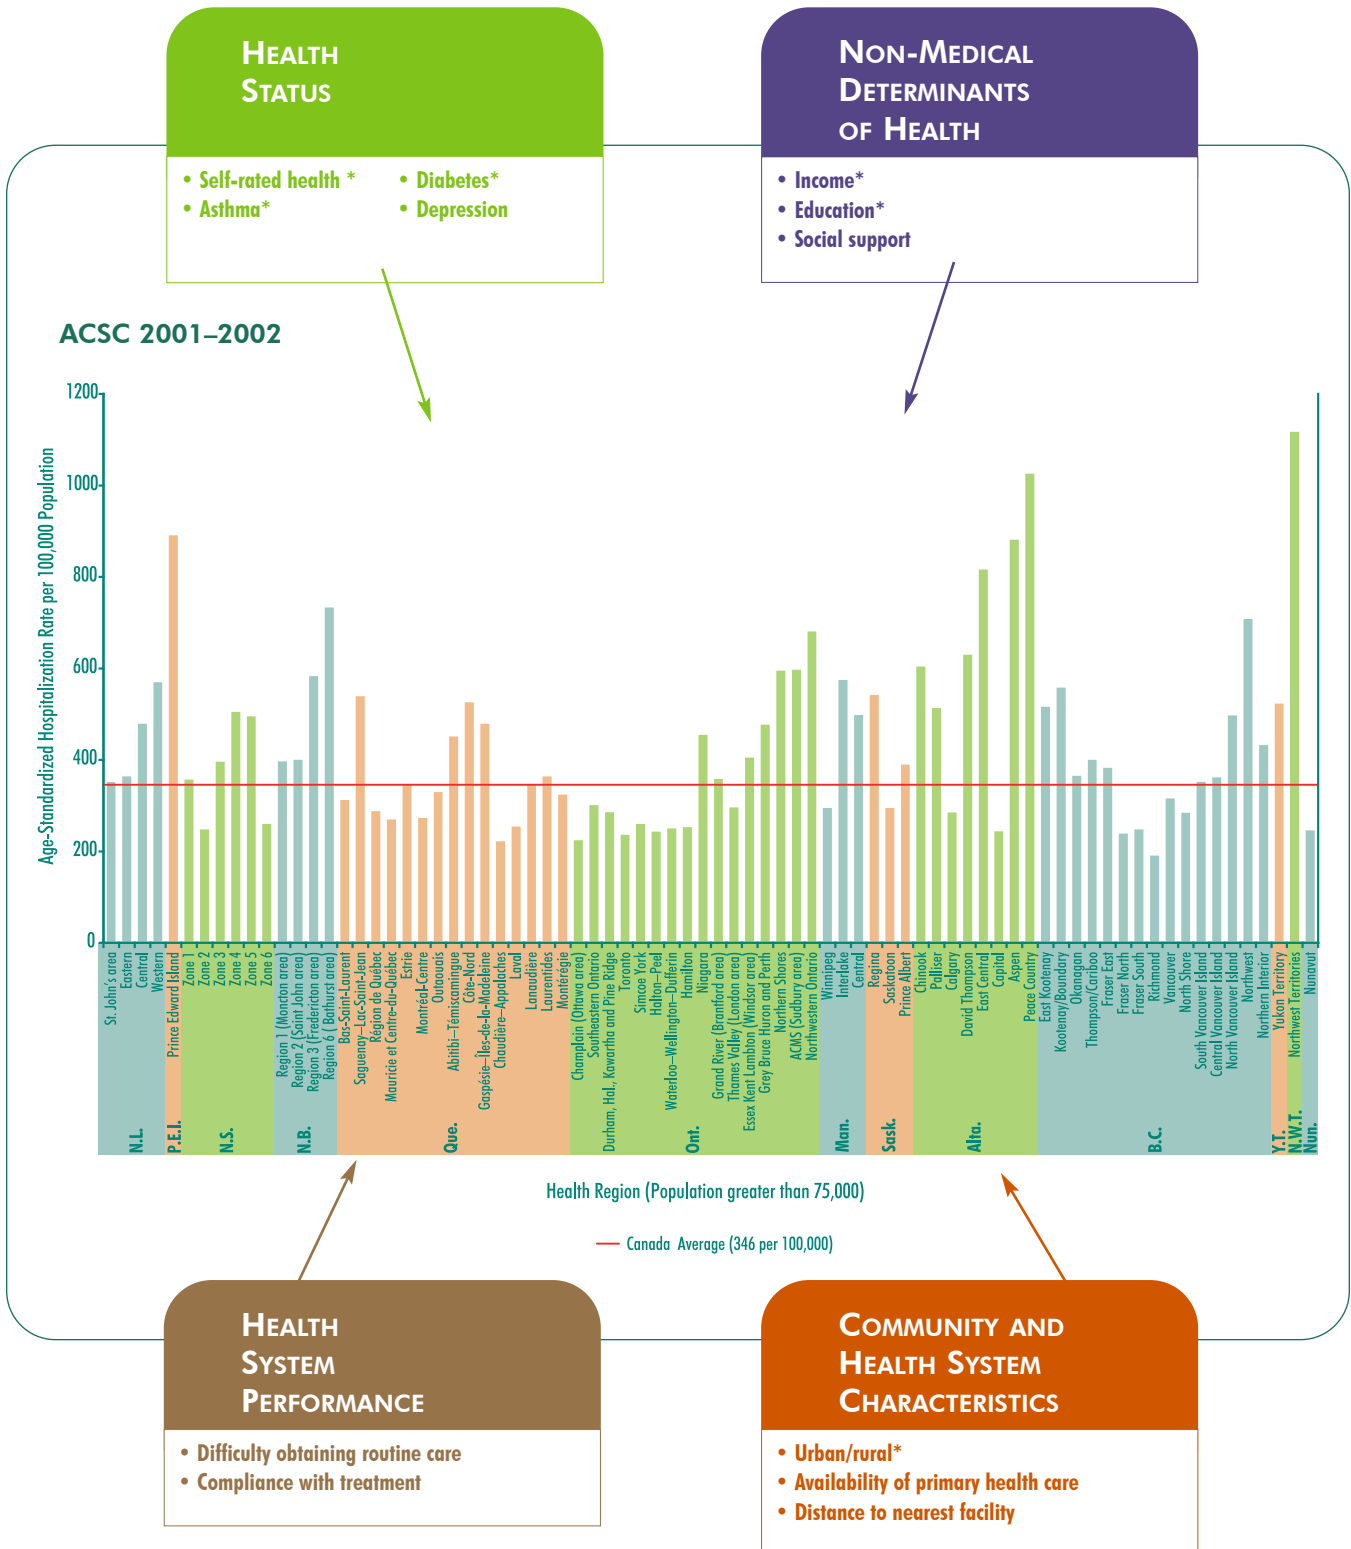 HEALTH
STATUS
• Self-rated health *
• Asthma*
• Diabetes*
• Depression
NON-MEDICAL
DETERMINANTS
OF HEALTH
• Income*
• Education*
• Social support
ACSC 2001–2002
Age-Standardized Hospitalization Rate per 100,000 Population
1200
1000
800
600
400
200
0
St. John's area
Eastern
Central
Western
Prince Edward Island
Zone 1
Zone 2
Zone 3
Zone 4
Zone 5
Zone 6
Region 1 (Moncton area)
Region 2 (Saint John area)
Region 3 (Fredericton area)
Region 6 ( Bathurst area)
Bas-Saint-Laurent
Saguenay–Lac-Saint-Jean
Région de Québec
Mauricie et Centre-du-Québec
Estrie
Montréal-Centre
Outaouais
Abitibi–Témiscamingue
Côte-Nord
Gaspésie–Îles-de-la-Madeleine
Chaudière–Appalaches
Laval
Lanaudière
Laurentides
Montérégie
Champlain (Ottawa area)
Southeastern Ontario
Durham, Hal., Kawartha and Pine Ridge
Toronto
Simcoe York
Halton–Peel
Waterloo–Wellington–Dufferin
Hamilton
Niagara
Grand River (Brantford area)
Thames Valley (London area)
Essex Kent Lambton (Windsor area)
Grey Bruce Huron and Perth
Northern Shores
ACMS (Sudbury area)
Northwestern Ontario
Winnipeg
Interlake
Central
Regina
Saskatoon
Prince Albert
Chinook
Palliser
Calgary
David Thompson
East Central
Capital
Aspen
Peace Country
East Kootenay
Kootenay/Boundary
Okanagan
Thompson/Cariboo
Fraser East
Fraser North
Fraser South
Richmond
Vancouver
North Shore
South Vancouver Island
Central Vancouver Island
North Vancouver Island
Northwest
Northern Interior
Yukon Territory
Northwest Territories
Nunavut
N.L.
P.E.I.
N.S.
N.B.
Que.
Ont.
Man.
Sask.
Alta.
B.C.
Y.T.
N.W.T.
Nun.
Health Region (Population greater than 75,000)
Canada Average (346 per 100,000)
HEALTH
SYSTEM
PERFORMANCE
• Difficulty obtaining routine care
• Compliance with treatment
COMMUNITY AND
HEALTH SYSTEM
CHARACTERISTICS
• Urban/rural*
• Availability of primary health care
• Distance to nearest facility